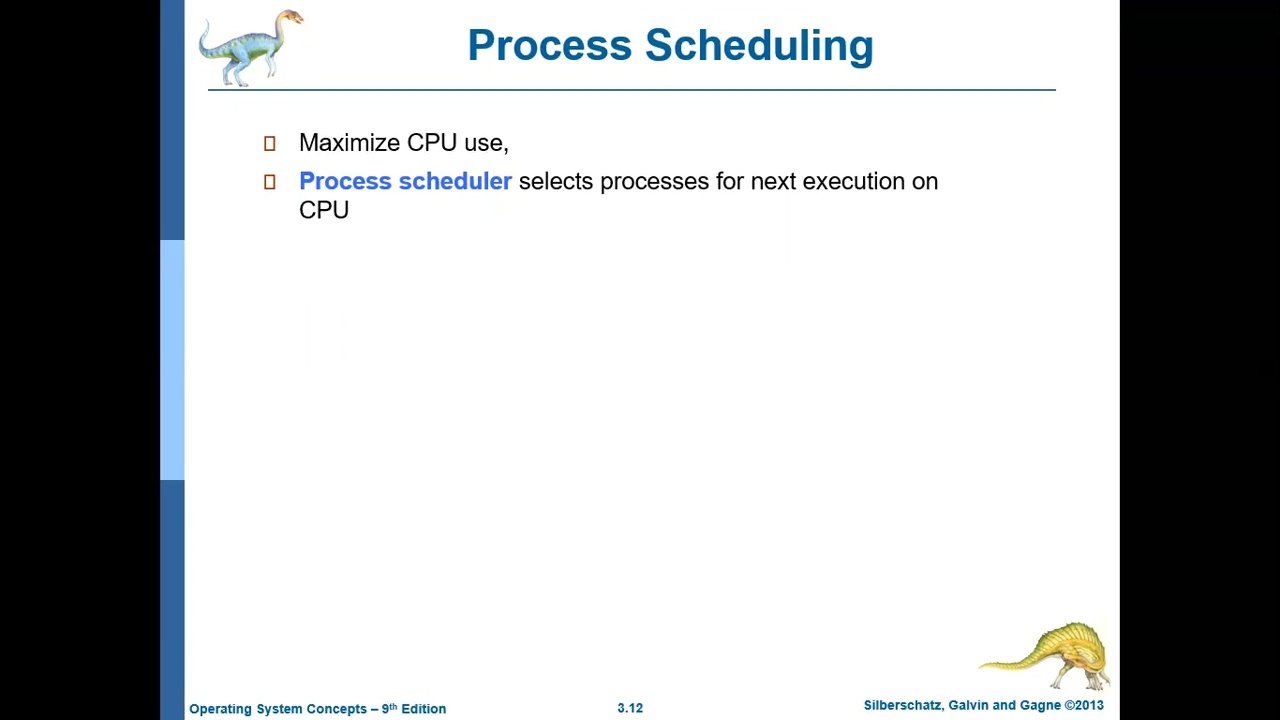 Process Scheduling
Maximize CPU use,
Process scheduler selects processes for next execution on
CPU
Operating System Concepts – 9th Edition
3.12
Silberschatz, Galvin and Gagne ©2013